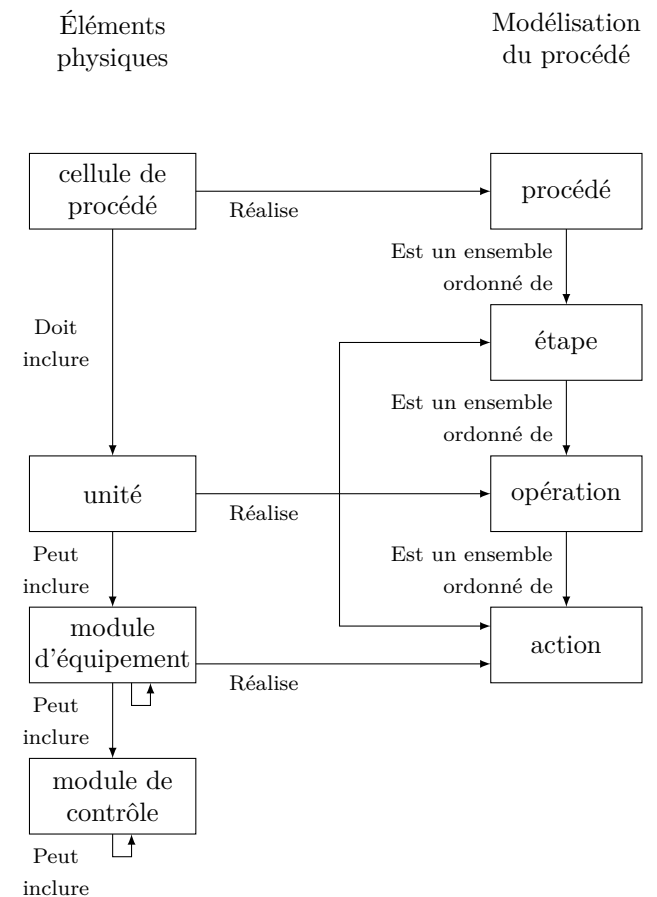 Éléments
physiques
Modélisation
du procédé
cellule de
procédé
Réalise
procédé
Est un ensemble
ordonné de
Doit
inclure
étape
Est un ensemble
ordonné de
unité
Réalise
opération
Peut
inclure
Est un ensemble
ordonné de
module
d'équipement
Réalise
action
Peut
inclure
module de
contrôle
Peut
inclure